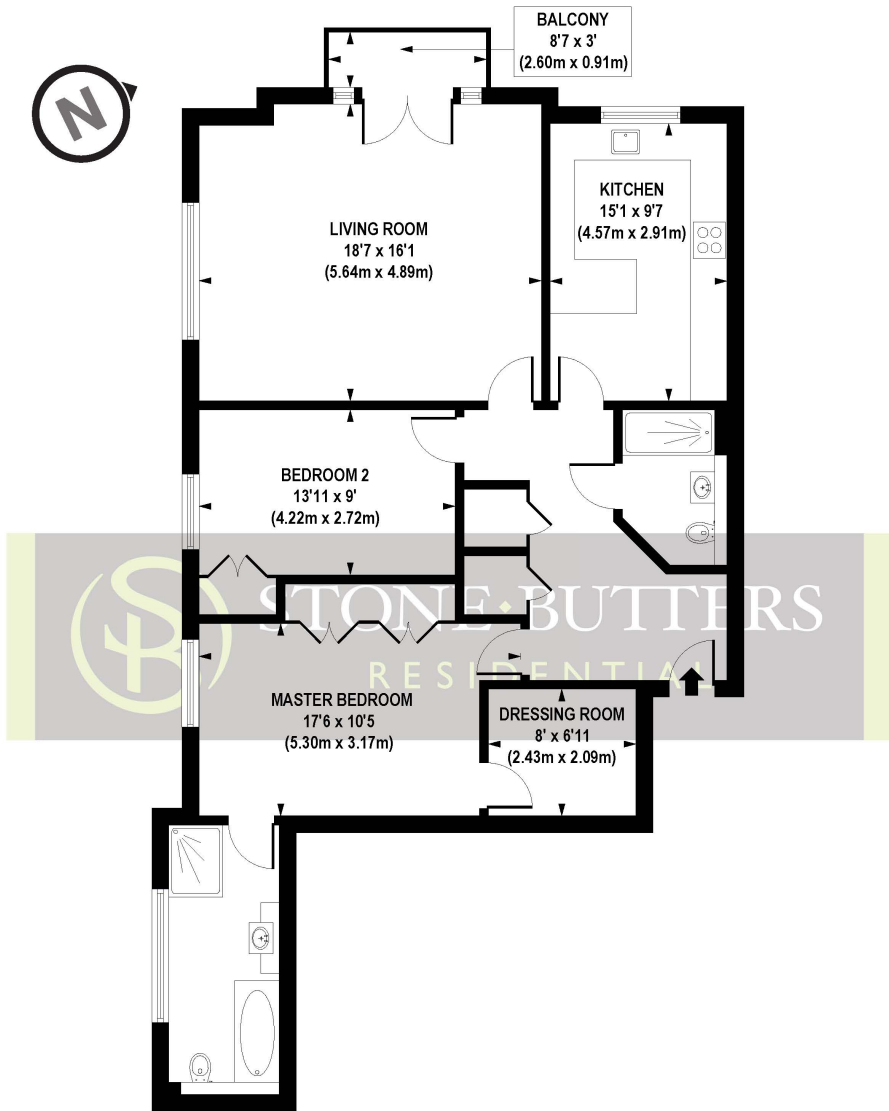 BALCONY
8'7 x 3'
(2.60m x 0.91m)
N
KITCHEN
15'1 x 9'7
(4.57m x 2.91m)
LIVING ROOM
18'7 x 16'1
(5.64m x 4.89m)
BEDROOM 2
13'11 x 9'
(4.22m x 2.72m)
STONE·BUTTERS
RESIDENTIAL
MASTER BEDROOM
17'6 x 10'5
(5.30m x 3.17m)
DRESSING ROOM
8' x 6'11
(2.43m x 2.09m)